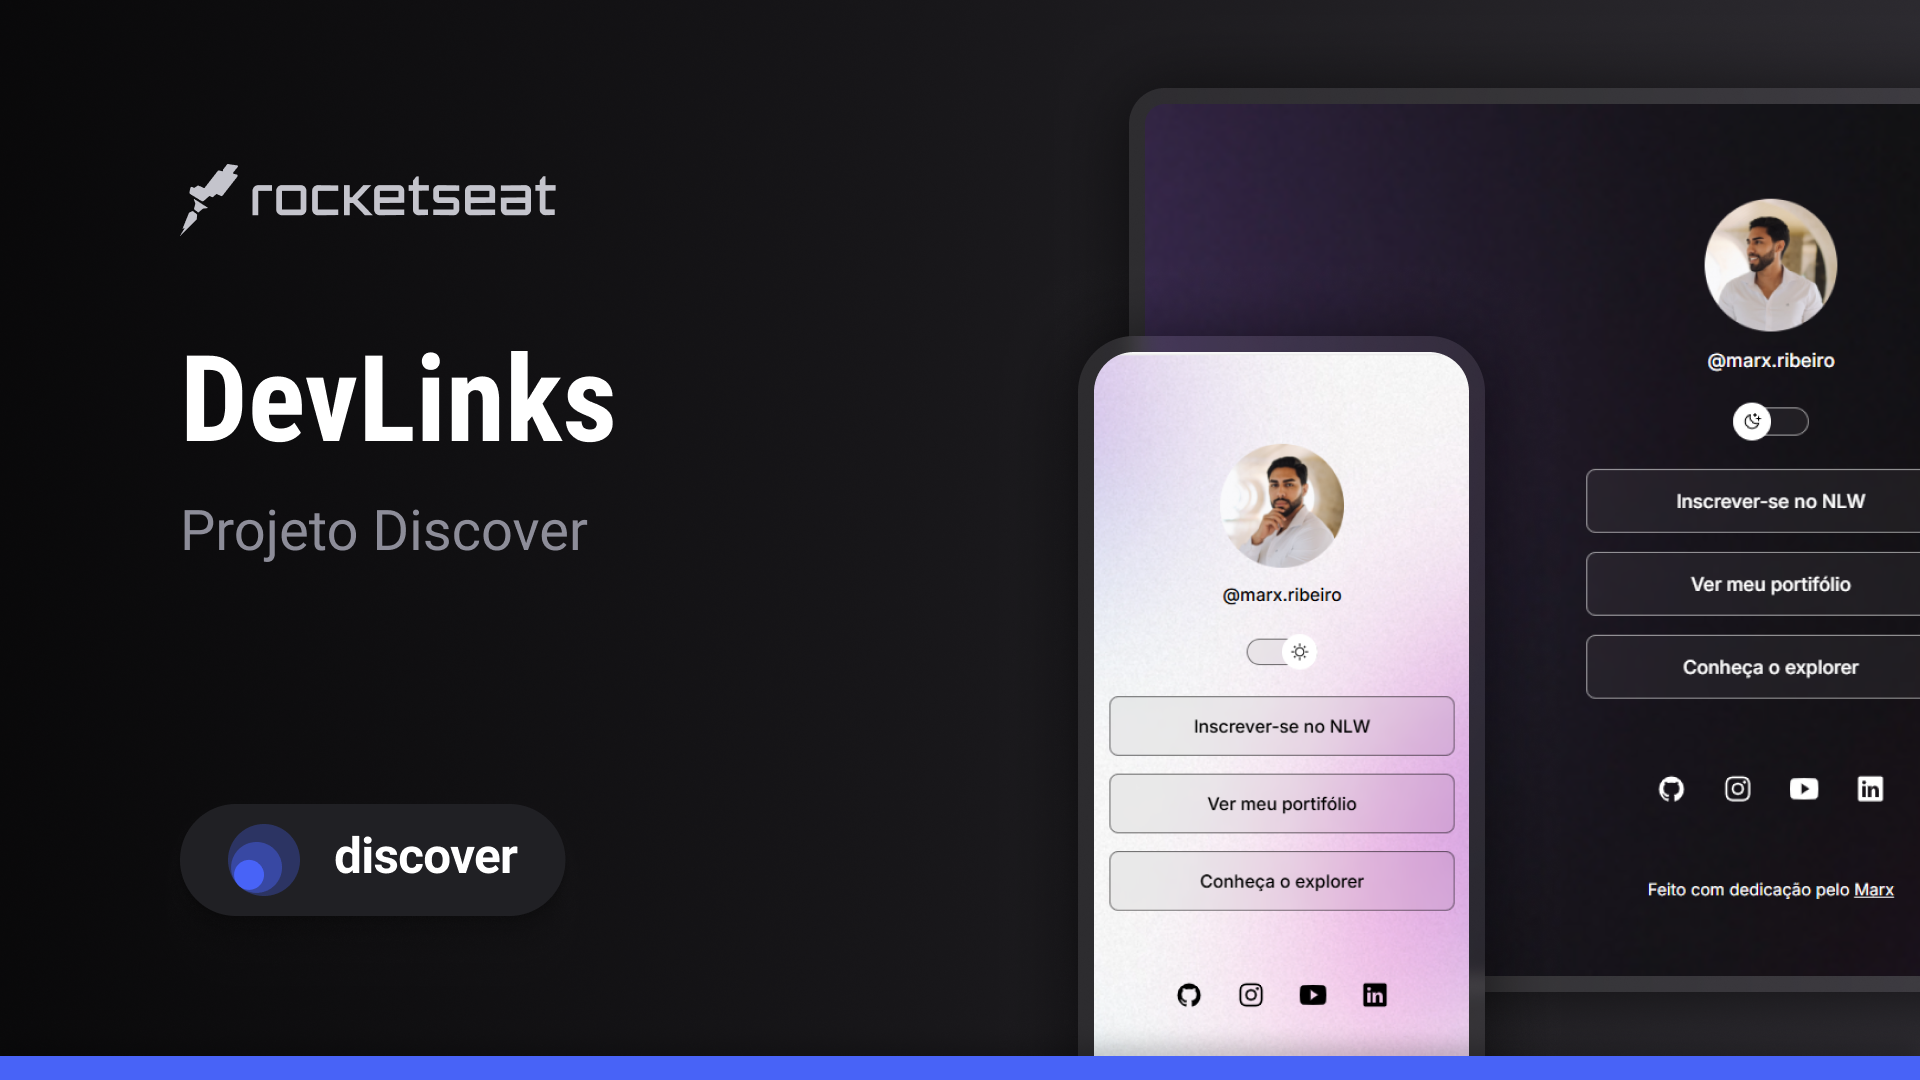 rocketseat
DevLinks
Projeto Discover
discover
@marx.ribeiro
Inscrever-se no NLW
Ver meu portifólio
Conheça o explorer
@marx.ribeiro
Inscrever-se no NLW
Ver meu portifólio
Conheça o explorer
Feito com dedicação pelo Marx